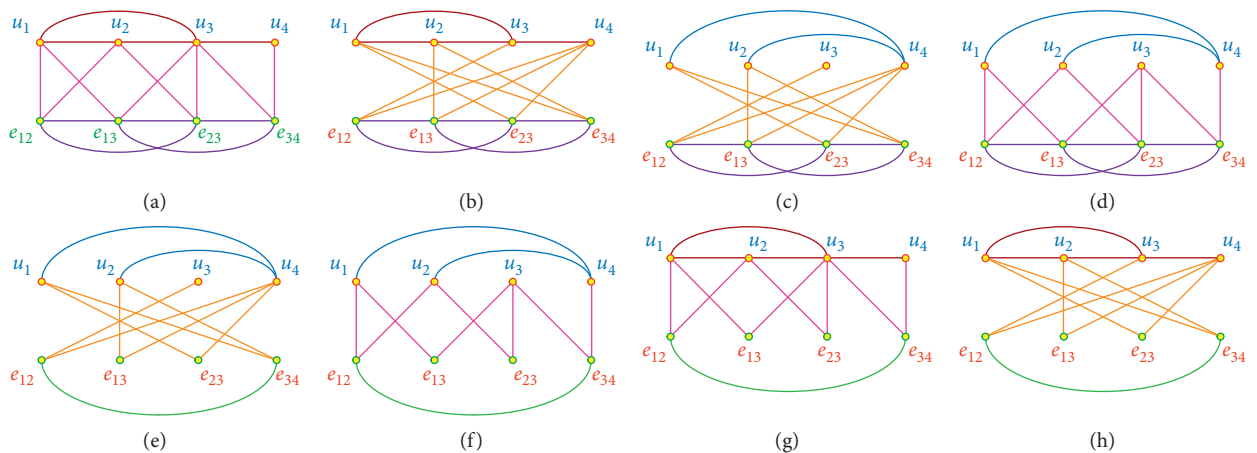 u1 u2 u3 u4
e12 e13 e23 e34
(a)
u1 u2 u3 u4
e12 e13 e23 e34
(b)
u1 u2 u3 u4
e12 e13 e23 e34
(c)
u1 u2 u3 u4
e12 e13 e23 e34
(d)
u1 u2 u3 u4
e12 e13 e23 e34
(e)
u1 u2 u3 u4
e12 e13 e23 e34
(f)
u1 u2 u3 u4
e12 e13 e23 e34
(g)
u1 u2 u3 u4
e12 e13 e23 e34
(h)